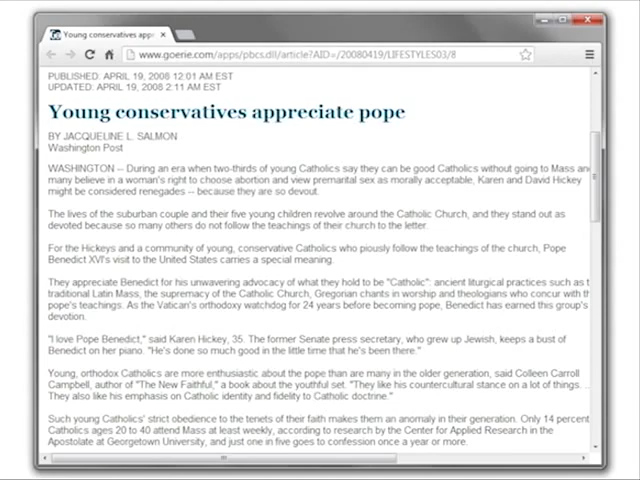 Young conservatives appre
www.goerie.com/apps/pbcs.dll/article?AID=/20080419/LIFESTYLES03/8
PUBLISHED: APRIL 19, 2008 12:01 AM EST
UPDATED: APRIL 19, 2008 2:11 AM EST
Young conservatives appreciate pope
BY JACQUELINE L. SALMON
Washington Post
WASHINGTON -- During an era when two-thirds of young Catholics say they can be good Catholics without going to Mass and
many believe in a woman's right to choose abortion and view premarital sex as morally acceptable, Karen and David Hickey
might be considered renegades -- because they are so devout.
The lives of the suburban couple and their five young children revolve around the Catholic Church, and they stand out as
devoted because so many others do not follow the teachings of their church to the letter.
For the Hickeys and a community of young, conservative Catholics who piously follow the teachings of the church, Pope
Benedict XVI's visit to the United States carries a special meaning.
They appreciate Benedict for his unwavering advocacy of what they hold to be "Catholic": ancient liturgical practices such as t
traditional Latin Mass, the supremacy of the Catholic Church, Gregorian chants in worship and theologians who concur with th
pope's teachings. As the Vatican's orthodoxy watchdog for 24 years before becoming pope, Benedict has earned this group's
devotion.
"I love Pope Benedict," said Karen Hickey, 35. The former Senate press secretary, who grew up Jewish, keeps a bust of
Benedict on her piano. "He's done so much good in the little time that he's been there."
Young, orthodox Catholics are more enthusiastic about the pope than are many in the older generation, said Colleen Carroll
Campbell, author of "The New Faithful," a book about the youthful set. "They like his countercultural stance on a lot of things. ..
They also like his emphasis on Catholic identity and fidelity to Catholic doctrine."
Such young Catholics' strict obedience to the tenets of their faith makes them an anomaly in their generation. Only 14 percent
Catholics ages 20 to 40 attend Mass at least weekly, according to research by the Center for Applied Research in the
Apostolate at Georgetown University, and just one in five goes to confession once a year or more.